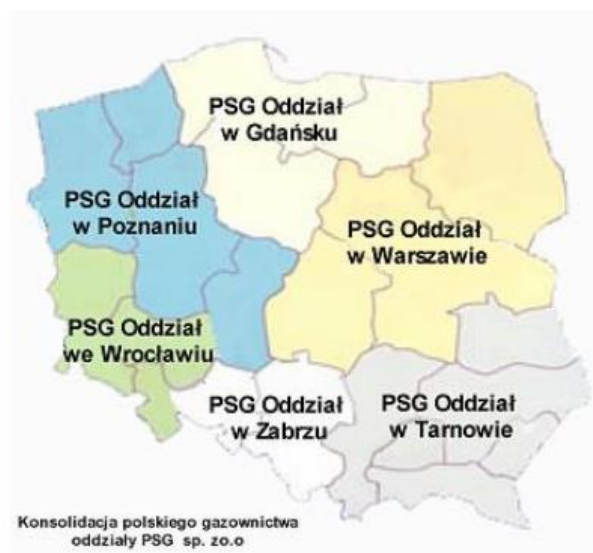 PSG Oddział
w Gdańsku
PSG Oddział
w Poznaniu
PSG Oddział
w Warszawie
PSG Oddział
we Wrocławiu
PSG Oddział
w Zabrzu
PSG Oddział
w Tarnowie
Konsolidacja polskiego gazownictwa
oddziały PSG sp. zo.o